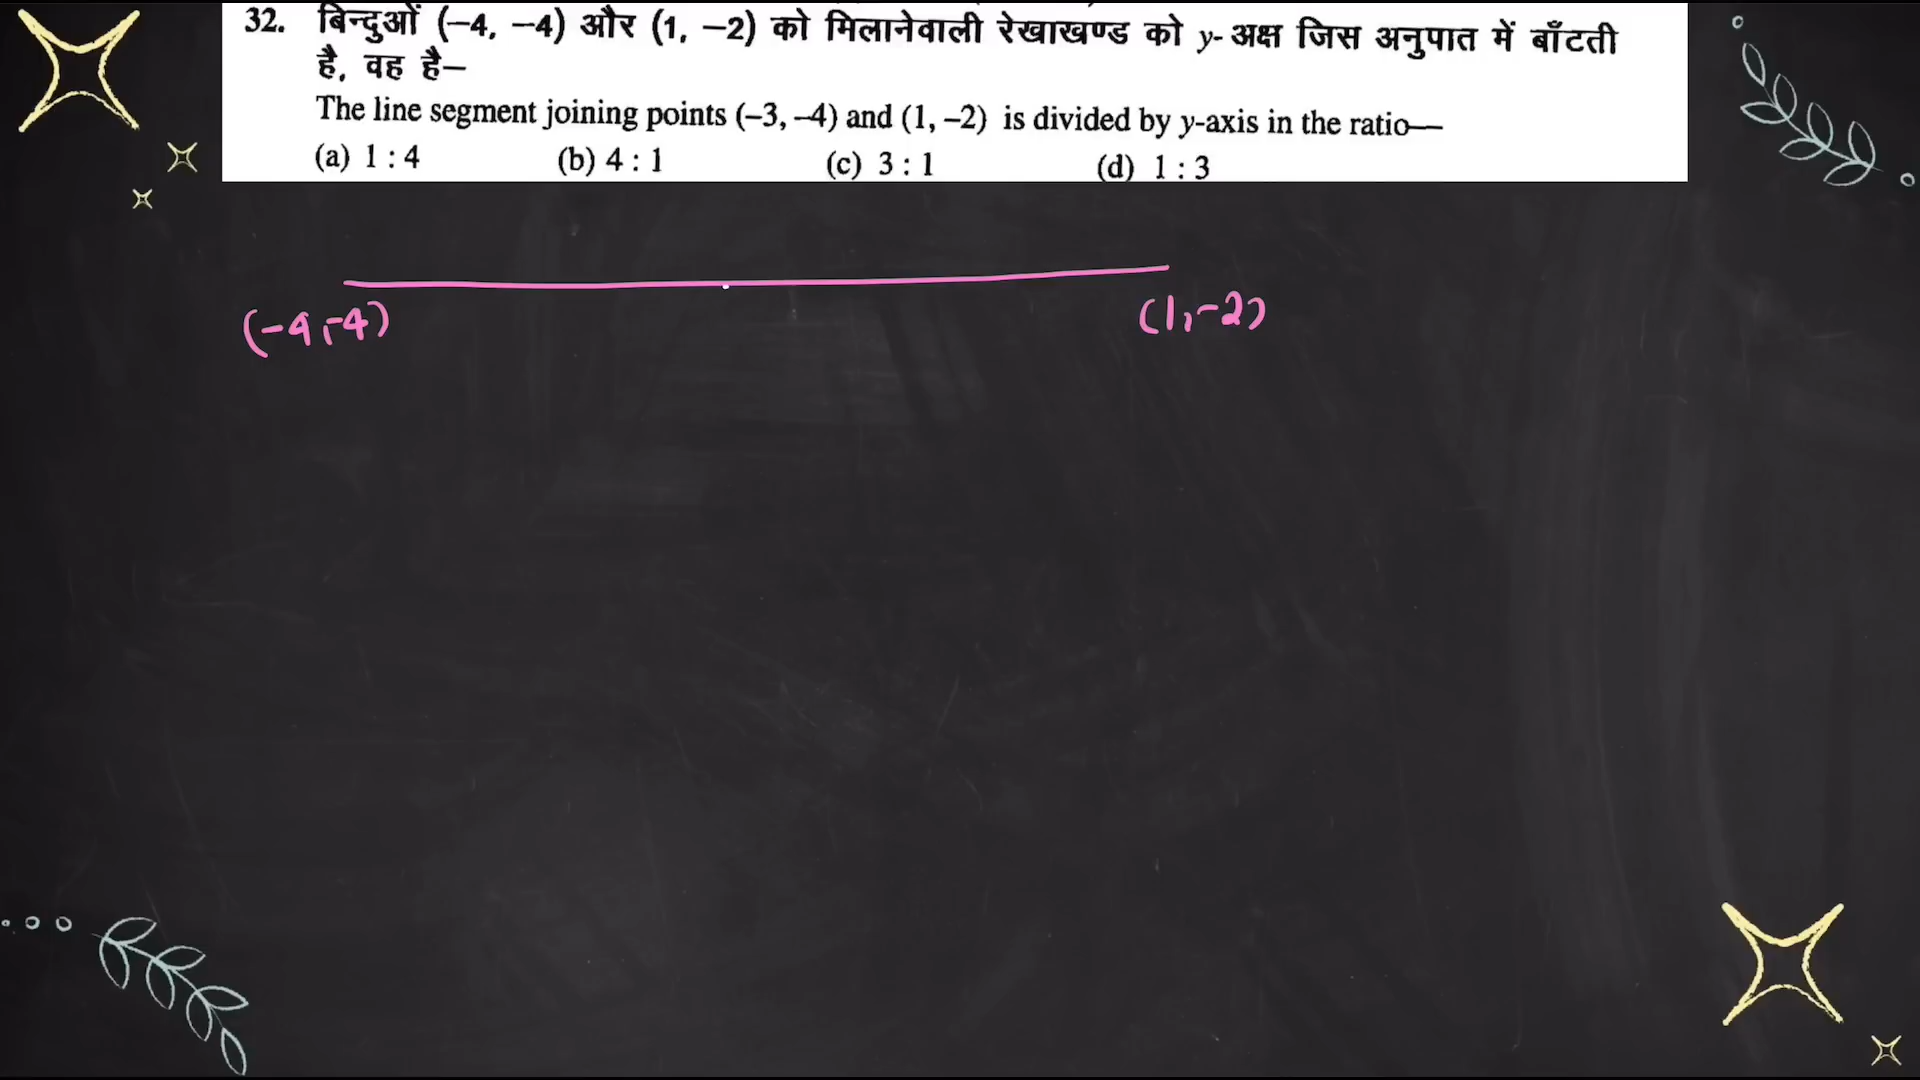 32. बिन्दुओं (–4, –4) और (1, –2) को मिलानेवाली रेखाखण्ड को y- अक्ष जिस अनुपात में बाँटती
है, वह है–
The line segment joining points (–3, –4) and (1, –2) is divided by y-axis in the ratio—
(a) 1 : 4 (b) 4 : 1 (c) 3 : 1 (d) 1 : 3
(-4,-4) (1,-2)